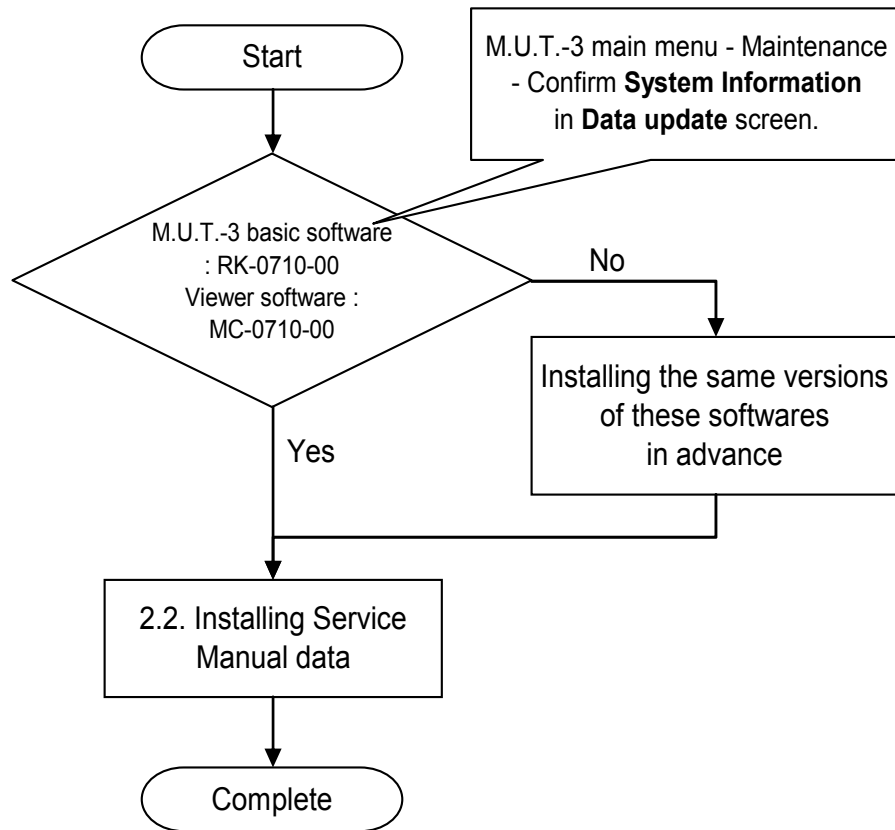 Start
M.U.T.-3 main menu - Maintenance
- Confirm System Information
in Data update screen.
M.U.T.-3 basic software
: RK-0710-00
Viewer software :
MC-0710-00
No
Installing the same versions
of these softwares
in advance
Yes
2.2. Installing Service
Manual data
Complete